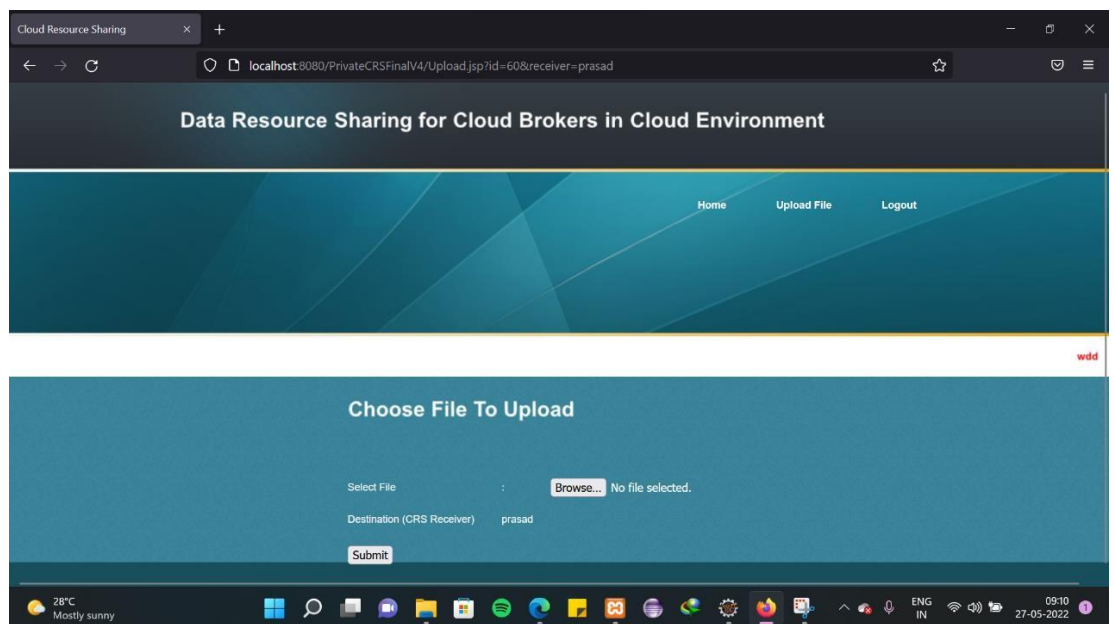 Cloud Resource Sharing
localhost:8080/PrivateCRSFinalV4/Upload.jsp?id=60&receiver=prasad
Data Resource Sharing for Cloud Brokers in Cloud Environment
Home Upload File Logout
wdd
Choose File To Upload
Select File : Browse... No file selected.
Destination (CRS Receiver) prasad
Submit
28°C
Mostly sunny
ENG
IN
09:10
27-05-2022
1